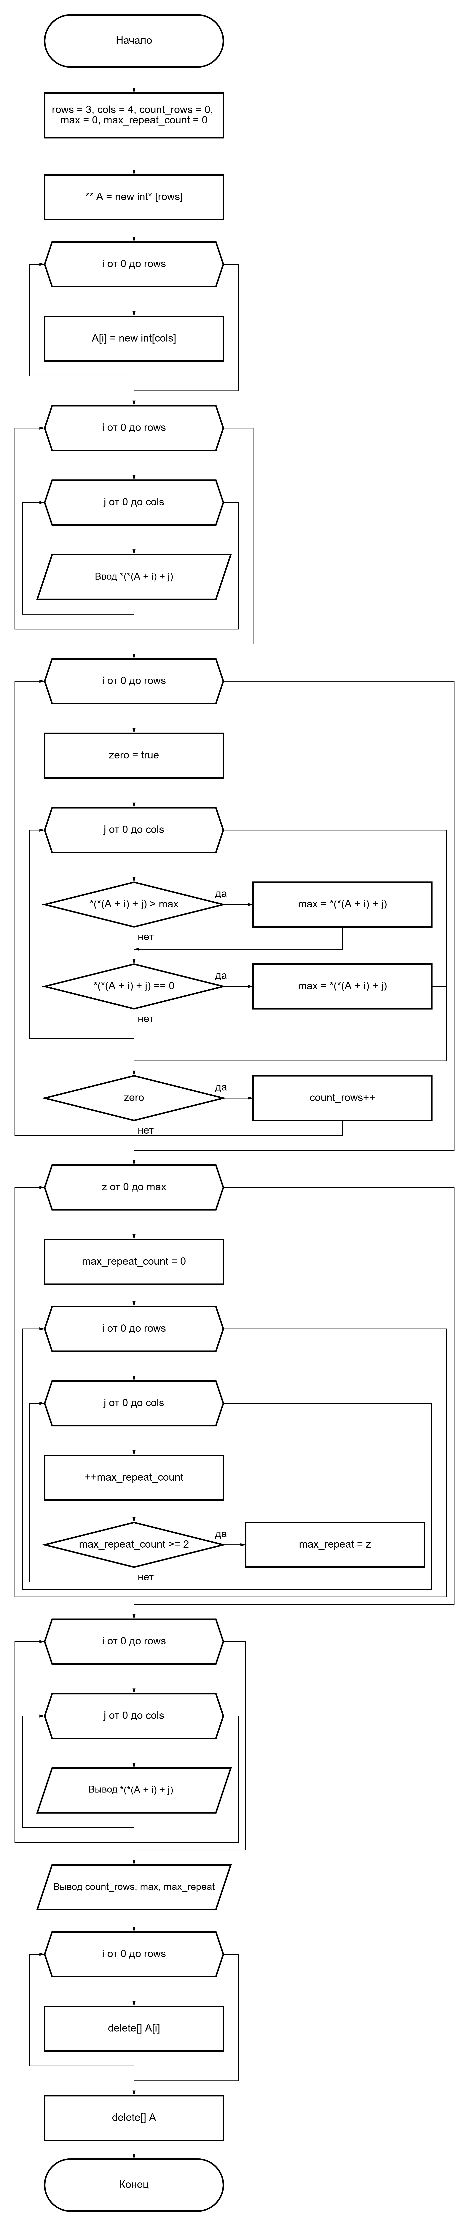 Начало
rows = 3, cols = 4, count_rows = 0,
max = 0, max_repeat_count = 0
** A = new int* [rows]
i от 0 до rows
A[i] = new int[cols]
i от 0 до rows
j от 0 до cols
Ввод *(*(A + i) + j)
i от 0 до rows
zero = true
j от 0 до cols
*(*(A + i) + j) > max
да
max = *(*(A + i) + j)
нет
*(*(A + i) + j) == 0
да
max = *(*(A + i) + j)
нет
zero
да
count_rows++
нет
z от 0 до max
max_repeat_count = 0
i от 0 до rows
j от 0 до cols
++max_repeat_count
max_repeat_count >= 2
да
max_repeat = z
нет
i от 0 до rows
j от 0 до cols
Вывод *(*(A + i) + j)
Вывод count_rows, max, max_repeat
i от 0 до rows
delete[] A[i]
delete[] A
Конец